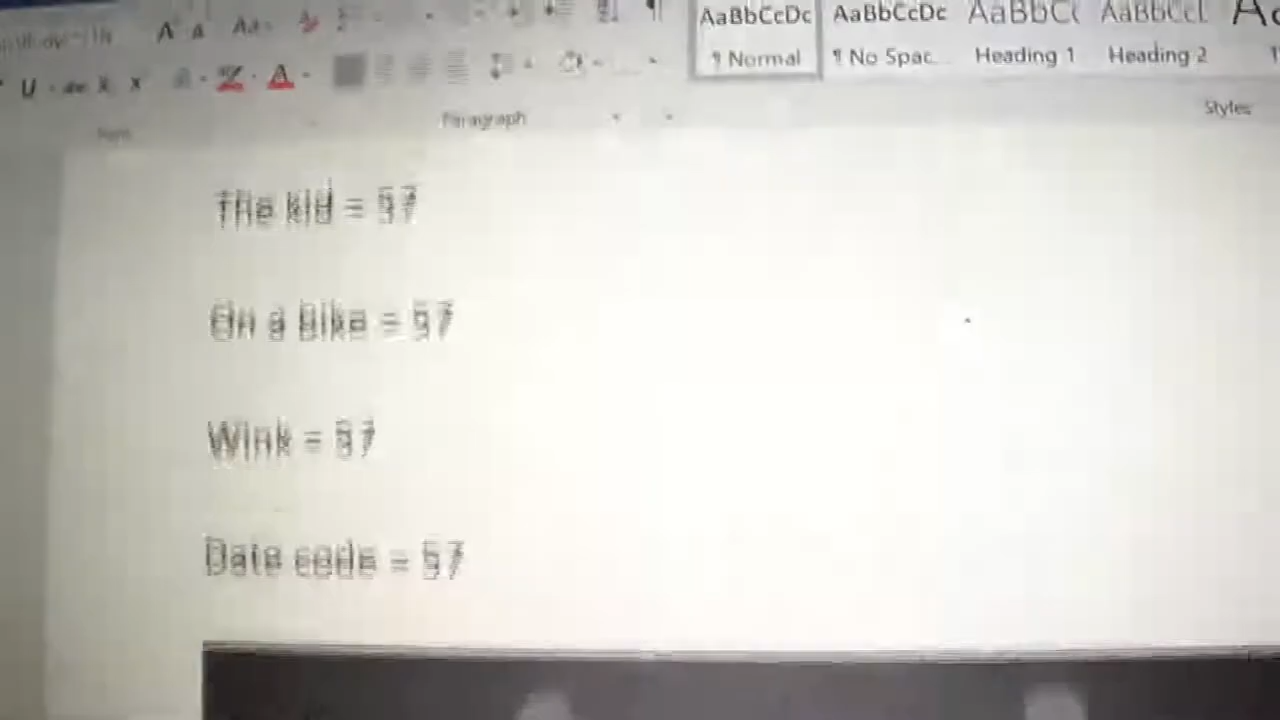 AaBbCcDc AaBbCcDc AaBbC AaBbCcL
¶ Normal ¶ No Spac... Heading 1 Heading 2
Paragraph Styles
The kid = 57
On a Bike = 57
Wink = 57
Date code = 57